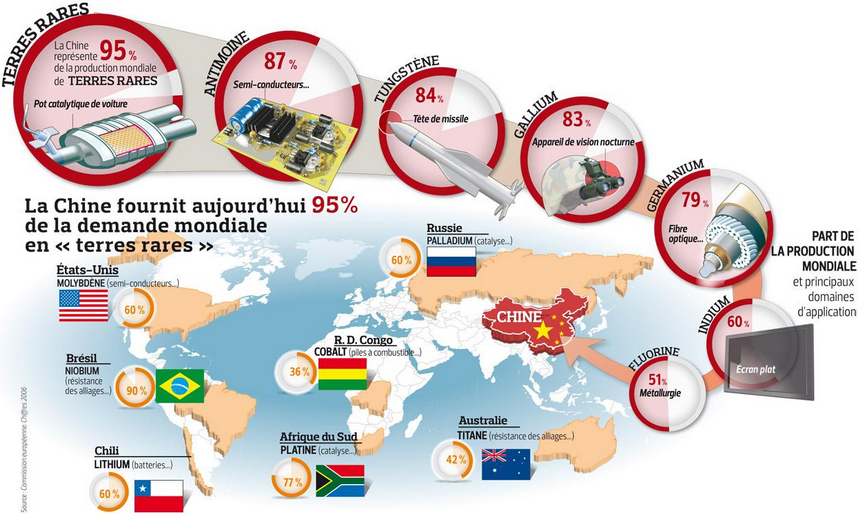 TERRES RARES
La Chine
représente 95%
de la production mondiale
de TERRES RARES
Pot catalytique de voiture
ANTIMOINE
87%
Semi-conducteurs...
TUNGSTÈNE
84%
Tête de missile
GALLIUM
83%
Appareil de vision nocturne
GERMANIUM
79%
Fibre
optique...
PART DE
LA PRODUCTION
MONDIALE
et principaux
domaines
d'application
INDIUM
60%
Écran plat
FLUORINE
51%
Métallurgie
La Chine fournit aujourd'hui 95%
de la demande mondiale
en « terres rares »
CHINE
Russie
PALLADIUM (catalyse...)
60%
États-Unis
MOLYBDÈNE (semi-conducteurs...)
60%
R. D. Congo
COBALT (piles à combustible...)
36%
Brésil
NIOBIUM
(résistance
des alliages...)
90%
Australie
TITANE (résistance des alliages...)
42%
Afrique du Sud
PLATINE (catalyse...)
77%
Chili
LITHIUM (batteries...)
60%
Source : Commission européenne. Chiffres 2006